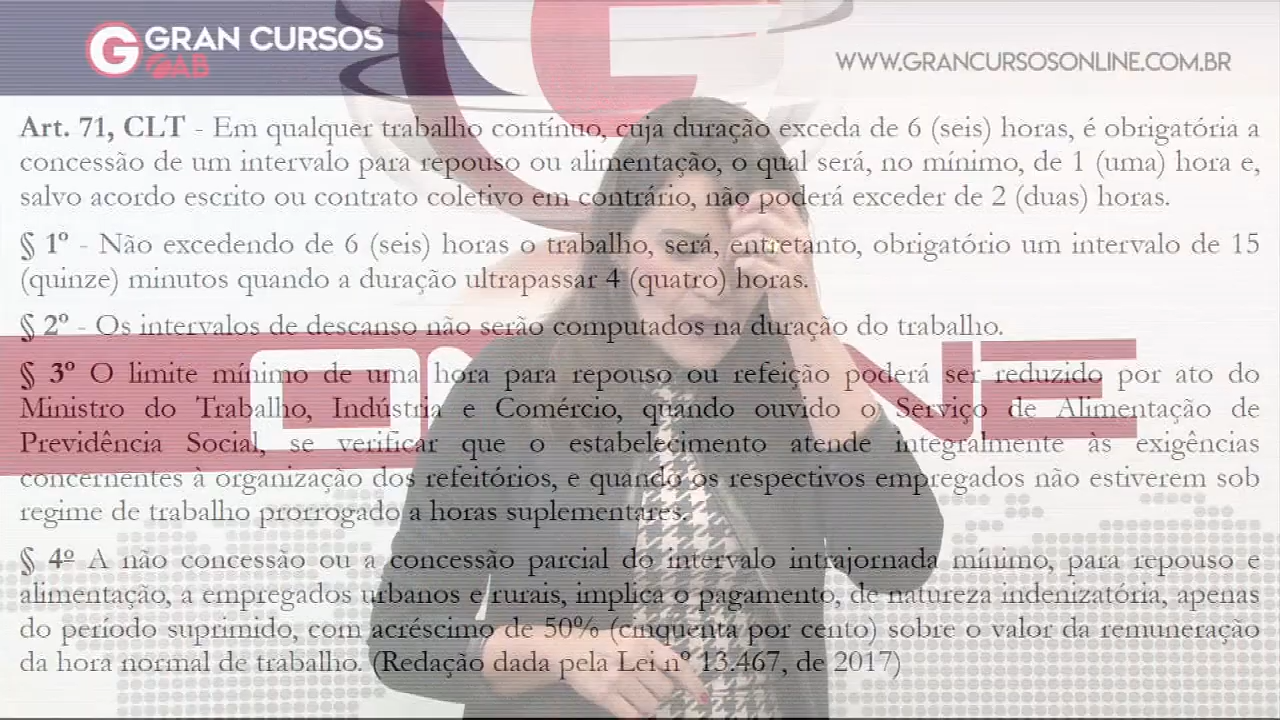 GRAN CURSOS
OAB
WWW.GRANCURSOSONLINE.COM.BR
Art. 71, CLT - Em qualquer trabalho contínuo, cuja duração exceda de 6 (seis) horas, é obrigatória a
concessão de um intervalo para repouso ou alimentação, o qual será, no mínimo, de 1 (uma) hora e,
salvo acordo escrito ou contrato coletivo em contrário, não poderá exceder de 2 (duas) horas.
§ 1º - Não excedendo de 6 (seis) horas o trabalho, será, entretanto, obrigatório um intervalo de 15
(quinze) minutos quando a duração ultrapassar 4 (quatro) horas.
§ 2º - Os intervalos de descanso não serão computados na duração do trabalho.
ONLINE
§ 3º O limite mínimo de uma hora para repouso ou refeição poderá ser reduzido por ato do
Ministro do Trabalho, Indústria e Comércio, quando ouvido o Serviço de Alimentação de
Previdência Social, se verificar que o estabelecimento atende integralmente às exigências
concernentes à organização dos refeitórios, e quando os respectivos empregados não estiverem sob
regime de trabalho prorrogado a horas suplementares.
§ 4º A não concessão ou a concessão parcial do intervalo intrajornada mínimo, para repouso e
alimentação, a empregados urbanos e rurais, implica o pagamento, de natureza indenizatória, apenas
do período suprimido, com acréscimo de 50% (cinquenta por cento) sobre o valor da remuneração
da hora normal de trabalho. (Redação dada pela Lei nº 13.467, de 2017)